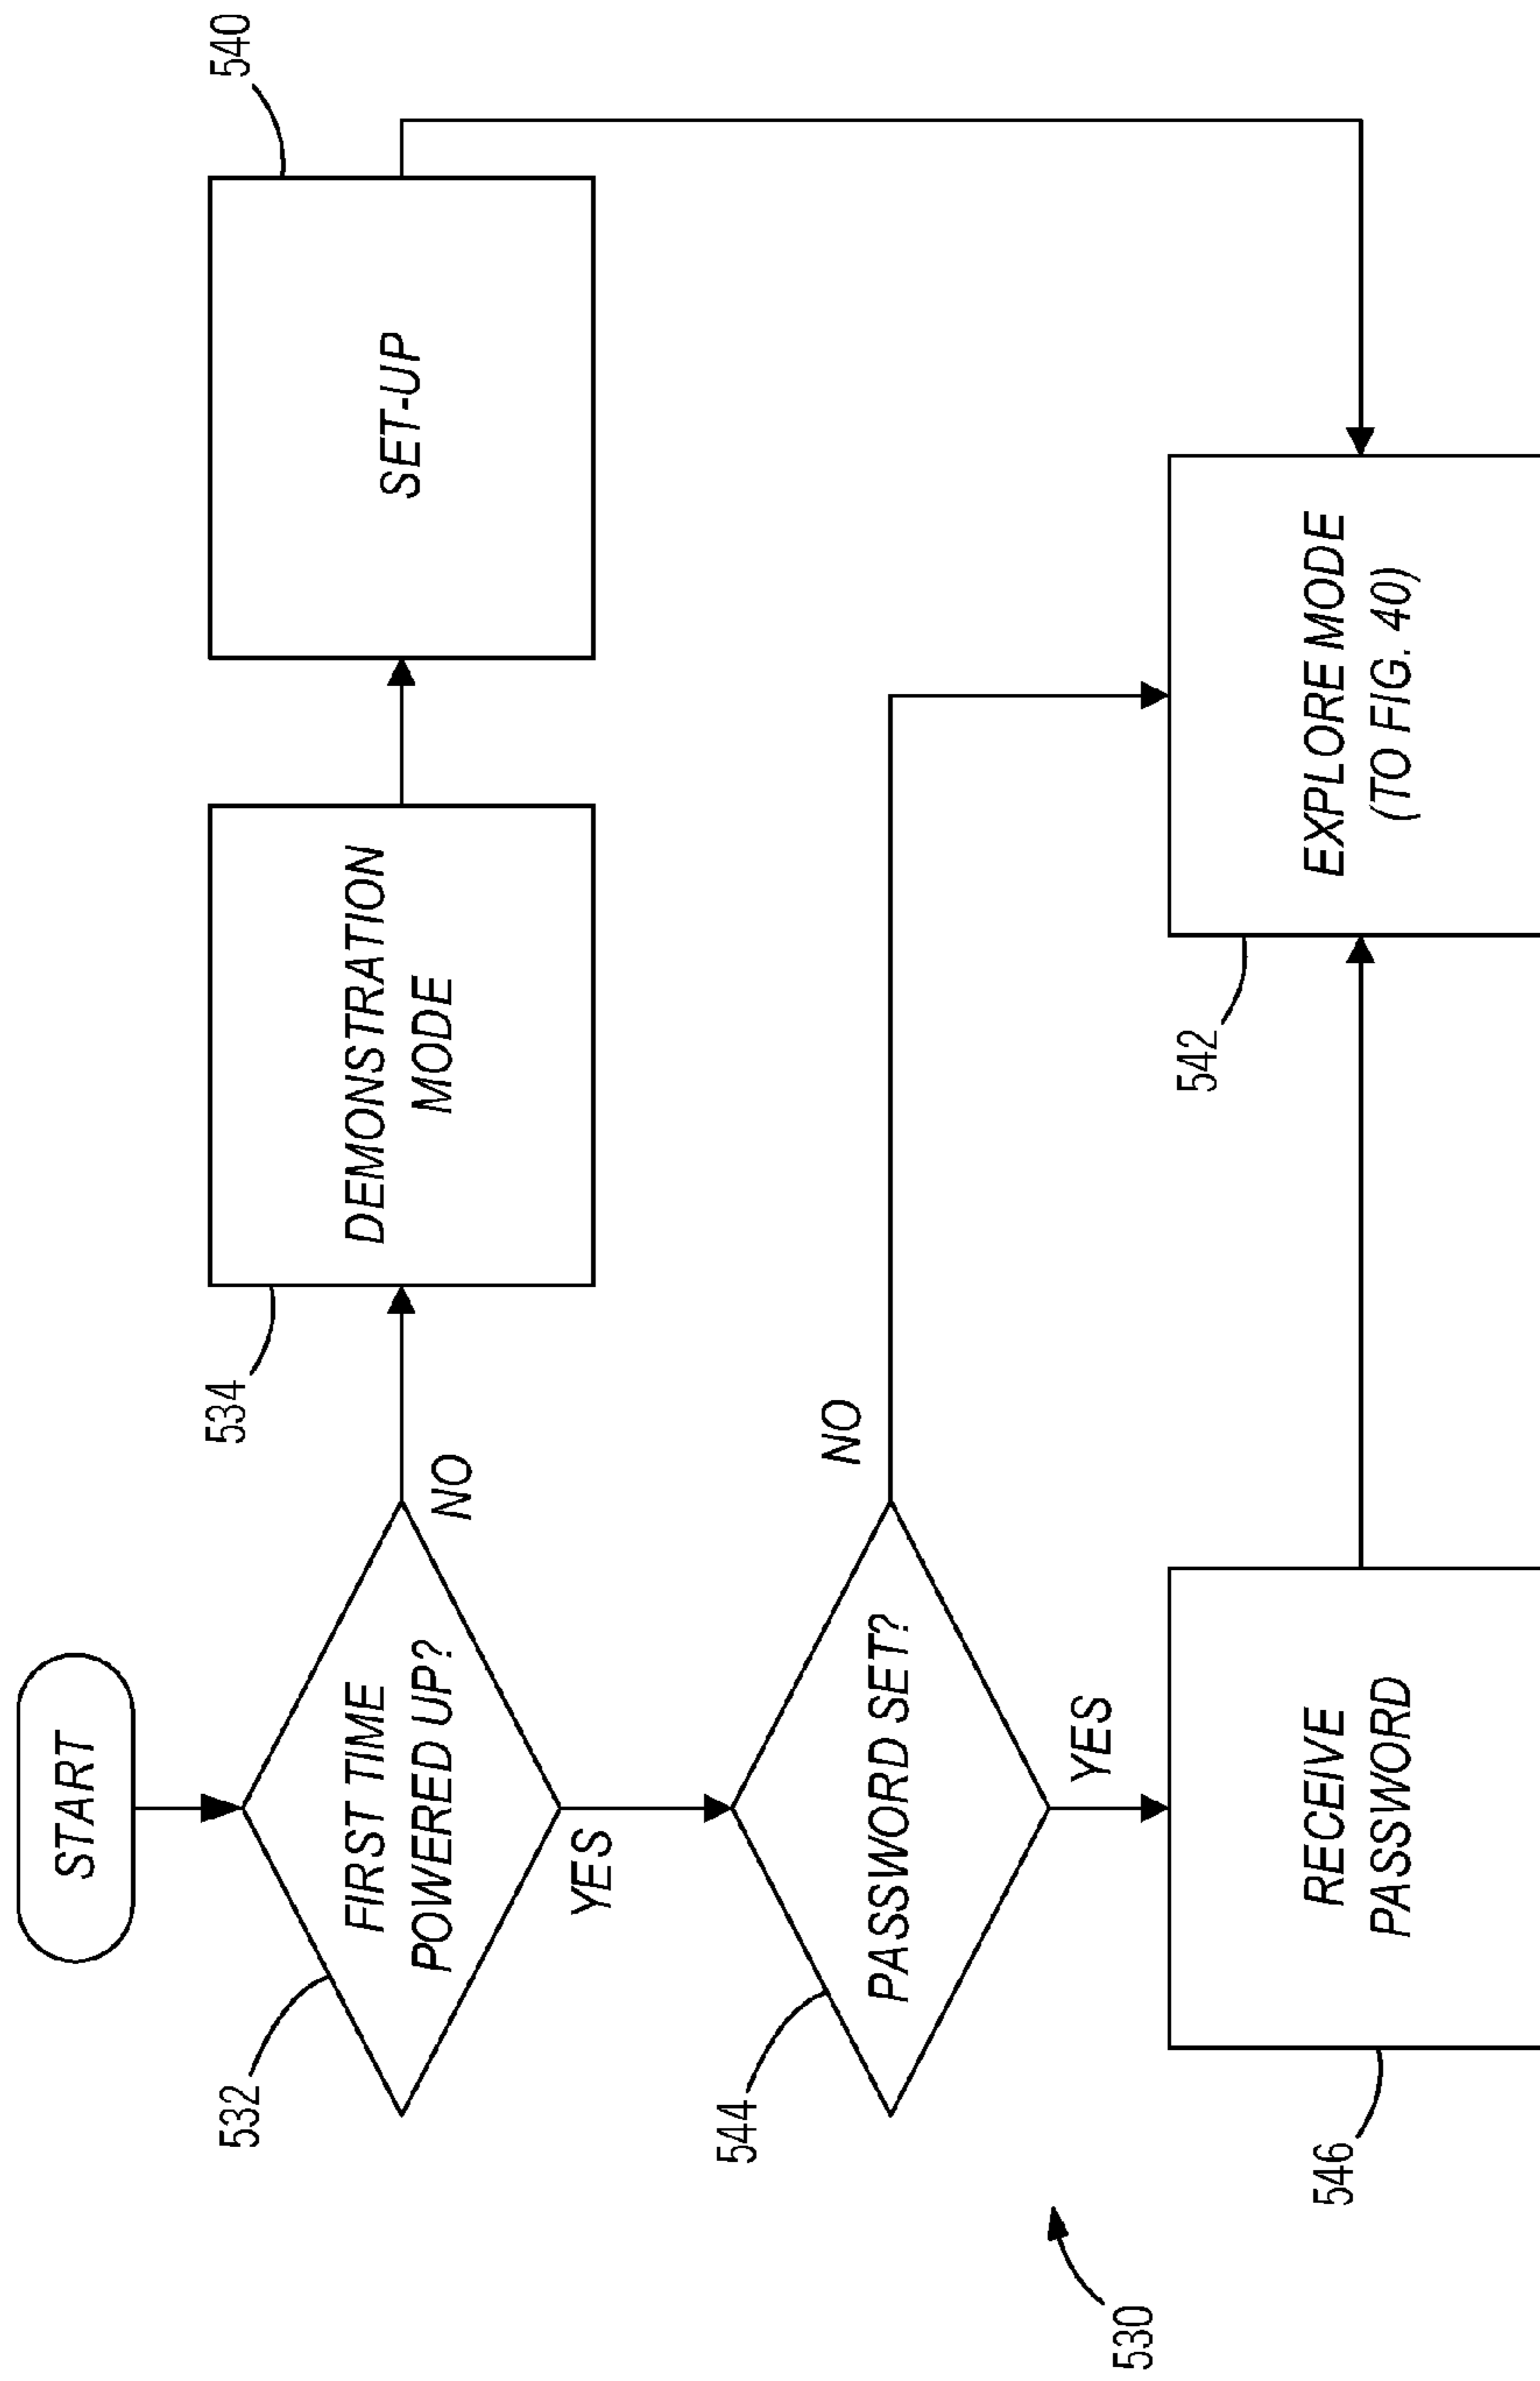 START
532
FIRST TIME
POWERED UP?
NO
534
DEMONSTRATION
MODE
540
SET-UP
YES
544
PASSWORD SET?
NO
YES
546
RECEIVE
PASSWORD
542
EXPLORE MODE
(TO FIG. 40)
530